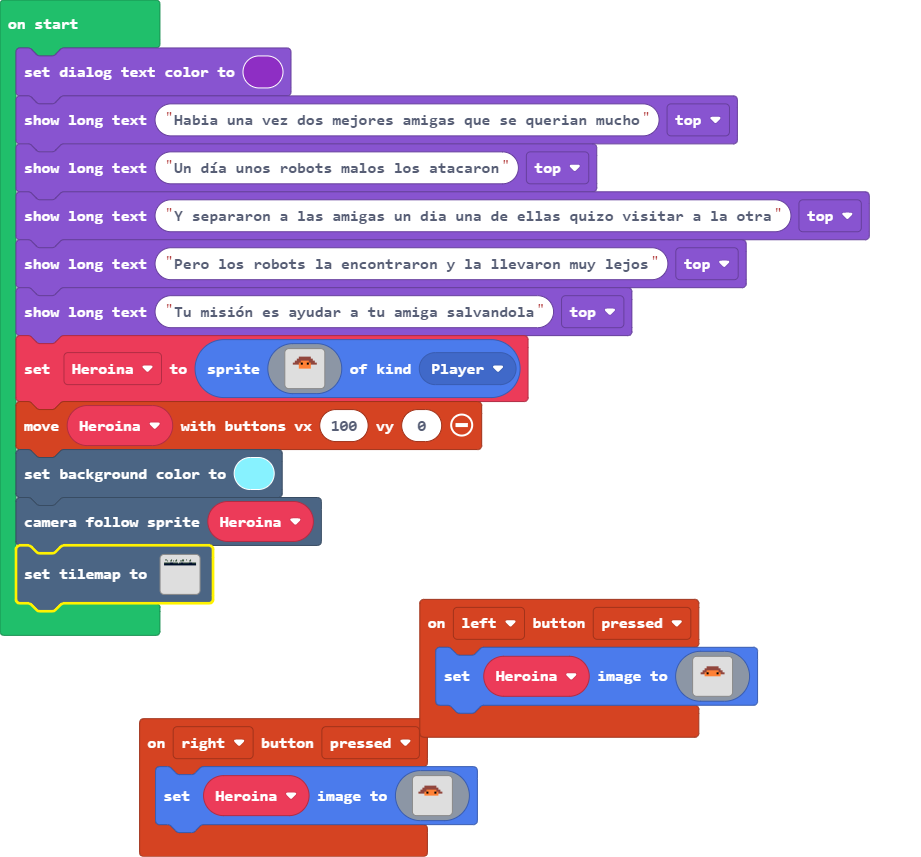 on start
set dialog text color to
show long text "Habia una vez dos mejores amigas que se querian mucho" top
show long text "Un día unos robots malos los atacaron" top
show long text "Y separaron a las amigas un dia una de ellas quizo visitar a la otra" top
show long text "Pero los robots la encontraron y la llevaron muy lejos" top
show long text "Tu misión es ayudar a tu amiga salvandola" top
set Heroina to sprite of kind Player
move Heroina with buttons vx 100 vy 0
set background color to
camera follow sprite Heroina
set tilemap to
on left button pressed
set Heroina image to
on right button pressed
set Heroina image to